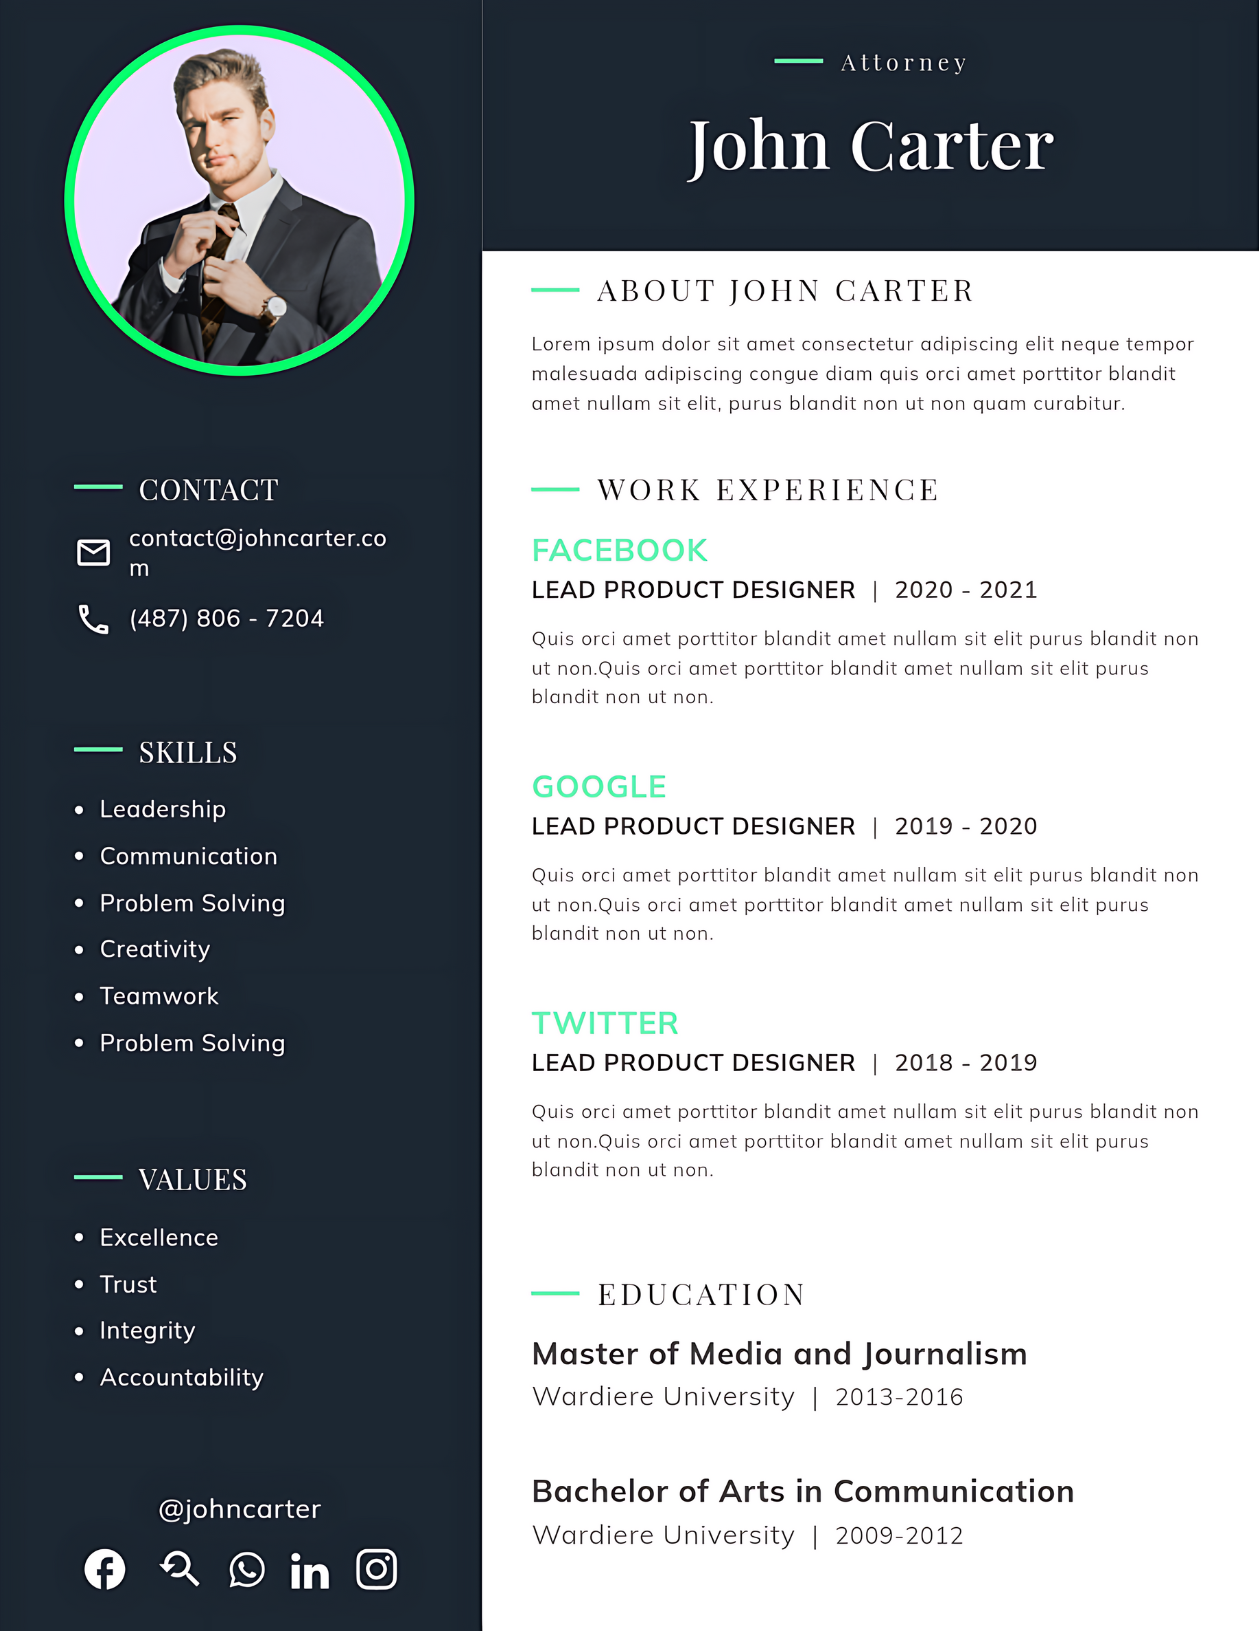 Attorney
John Carter
CONTACT
contact@johncarter.co
m
(487) 806 - 7204
SKILLS
Leadership
Communication
Problem Solving
Creativity
Teamwork
Problem Solving
VALUES
Excellence
Trust
Integrity
Accountability
@johncarter
ABOUT JOHN CARTER
Lorem ipsum dolor sit amet consectetur adipiscing elit neque tempor
malesuada adipiscing congue diam quis orci amet porttitor blandit
amet nullam sit elit, purus blandit non ut non quam curabitur.
WORK EXPERIENCE
FACEBOOK
LEAD PRODUCT DESIGNER | 2020 - 2021
Quis orci amet porttitor blandit amet nullam sit elit purus blandit non
ut non.Quis orci amet porttitor blandit amet nullam sit elit purus
blandit non ut non.
GOOGLE
LEAD PRODUCT DESIGNER | 2019 - 2020
Quis orci amet porttitor blandit amet nullam sit elit purus blandit non
ut non.Quis orci amet porttitor blandit amet nullam sit elit purus
blandit non ut non.
TWITTER
LEAD PRODUCT DESIGNER | 2018 - 2019
Quis orci amet porttitor blandit amet nullam sit elit purus blandit non
ut non.Quis orci amet porttitor blandit amet nullam sit elit purus
blandit non ut non.
EDUCATION
Master of Media and Journalism
Wardiere University | 2013-2016
Bachelor of Arts in Communication
Wardiere University | 2009-2012